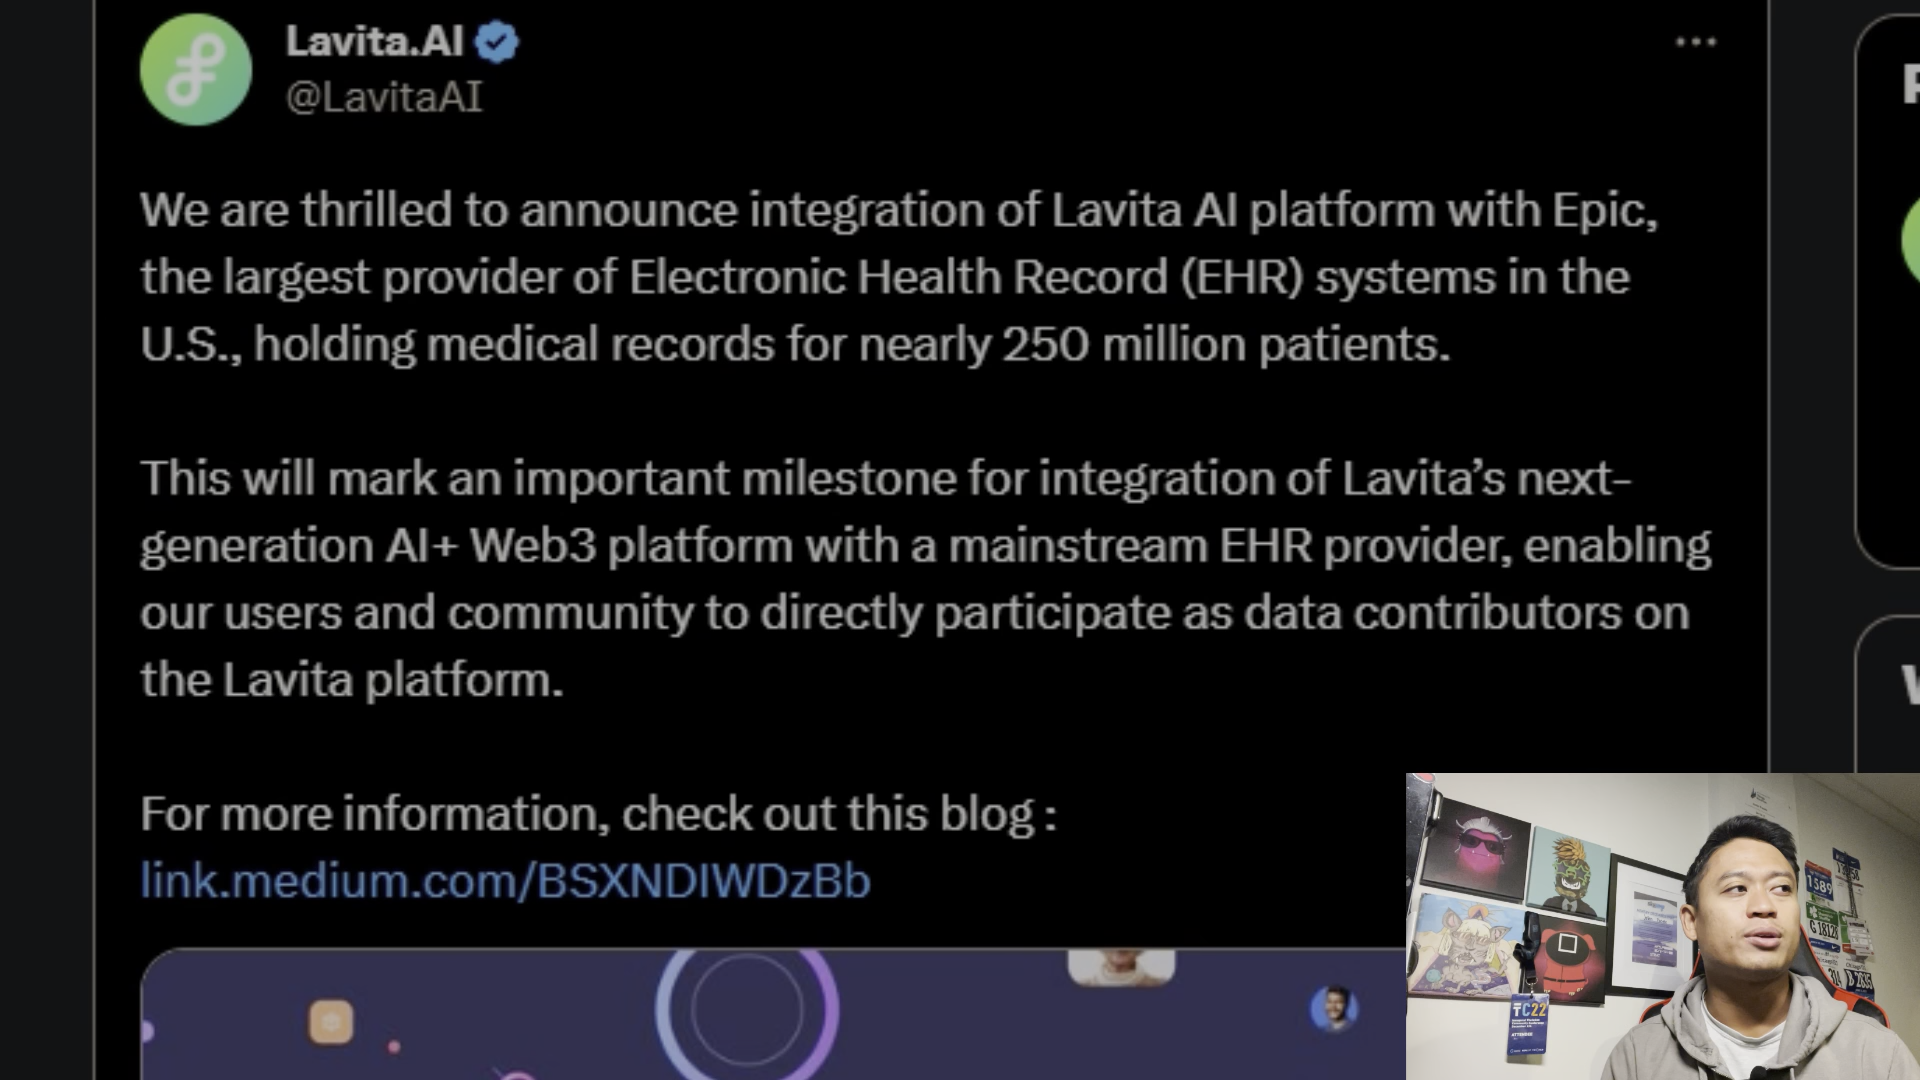 Lavita.AI
@LavitaAI
We are thrilled to announce integration of Lavita AI platform with Epic,
the largest provider of Electronic Health Record (EHR) systems in the
U.S., holding medical records for nearly 250 million patients.
This will mark an important milestone for integration of Lavita’s next-
generation AI+ Web3 platform with a mainstream EHR provider, enabling
our users and community to directly participate as data contributors on
the Lavita platform.
For more information, check out this blog :
link.medium.com/BSXNDIWDzBb
1589
G 18128
314
TC22